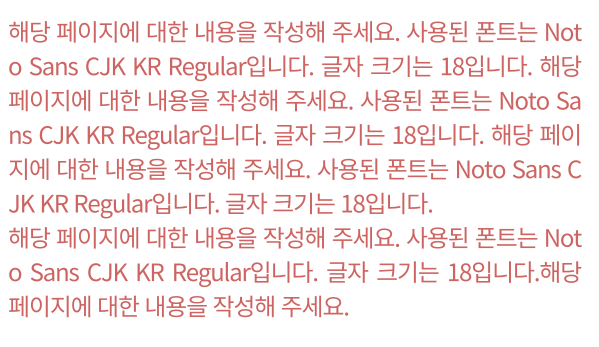 해당 페이지에 대한 내용을 작성해 주세요. 사용된 폰트는 Not
o Sans CJK KR Regular입니다. 글자 크기는 18입니다. 해당
페이지에 대한 내용을 작성해 주세요. 사용된 폰트는 Noto Sa
ns CJK KR Regular입니다. 글자 크기는 18입니다. 해당 페이
지에 대한 내용을 작성해 주세요. 사용된 폰트는 Noto Sans C
JK KR Regular입니다. 글자 크기는 18입니다.
해당 페이지에 대한 내용을 작성해 주세요. 사용된 폰트는 Not
o Sans CJK KR Regular입니다. 글자 크기는 18입니다.해당
페이지에 대한 내용을 작성해 주세요.